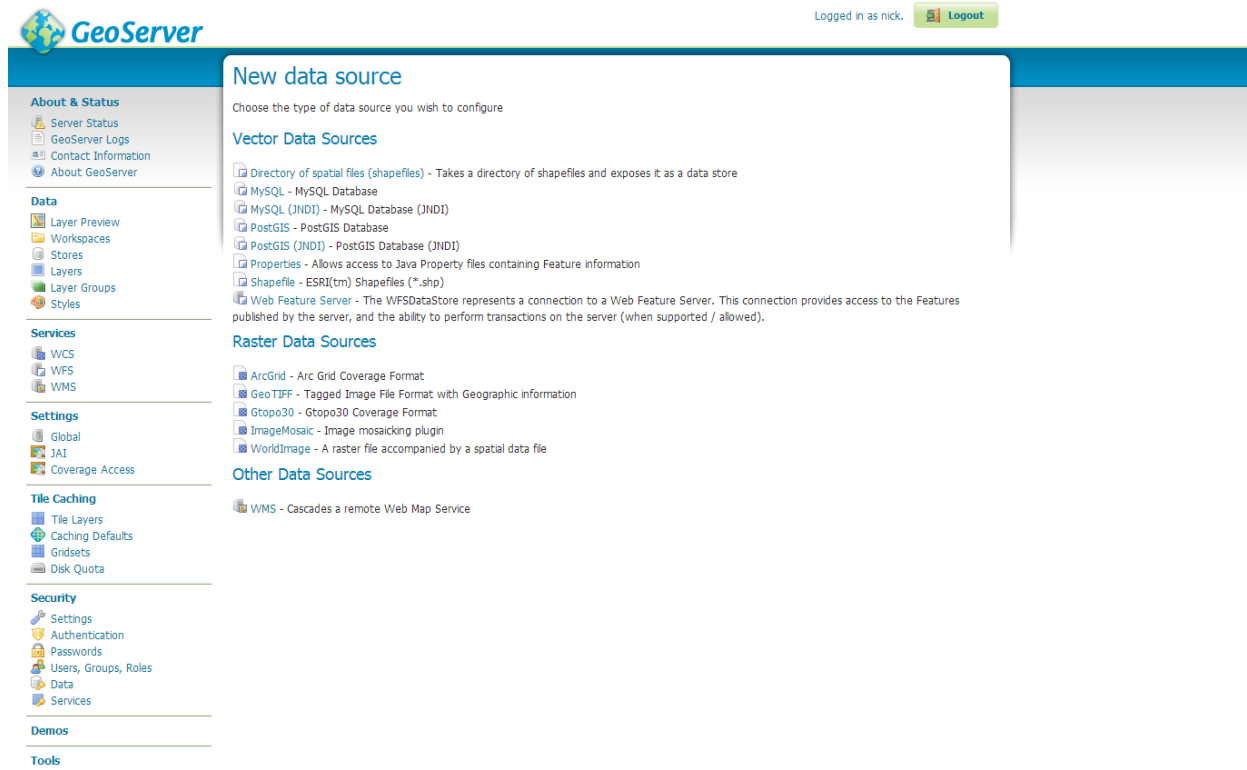 GeoServer
Logged in as nick.
Logout
About & Status
Server Status
GeoServer Logs
Contact Information
About GeoServer
Data
Layer Preview
Workspaces
Stores
Layers
Layer Groups
Styles
Services
WCS
WFS
WMS
Settings
Global
JAI
Coverage Access
Tile Caching
Tile Layers
Caching Defaults
Gridsets
Disk Quota
Security
Settings
Authentication
Passwords
Users, Groups, Roles
Data
Services
Demos
Tools
New data source
Choose the type of data source you wish to configure
Vector Data Sources
Directory of spatial files (shapefiles) - Takes a directory of shapefiles and exposes it as a data store
MySQL - MySQL Database
MySQL (JNDI) - MySQL Database (JNDI)
PostGIS - PostGIS Database
PostGIS (JNDI) - PostGIS Database (JNDI)
Properties - Allows access to Java Property files containing Feature information
Shapefile - ESRI(tm) Shapefiles (*.shp)
Web Feature Server - The WFSDataStore represents a connection to a Web Feature Server. This connection provides access to the Features
published by the server, and the ability to perform transactions on the server (when supported / allowed).
Raster Data Sources
ArcGrid - Arc Grid Coverage Format
GeoTIFF - Tagged Image File Format with Geographic information
Gtopo30 - Gtopo30 Coverage Format
ImageMosaic - Image mosaicking plugin
WorldImage - A raster file accompanied by a spatial data file
Other Data Sources
WMS - Cascades a remote Web Map Service